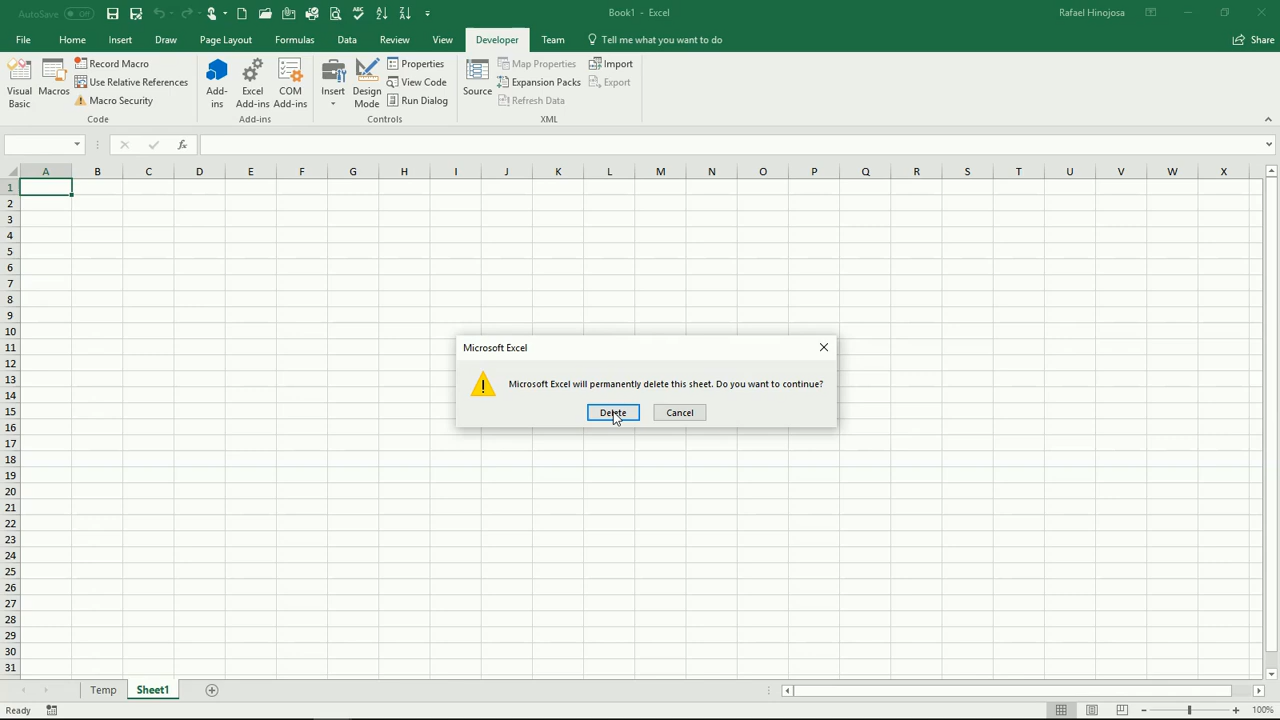 AutoSave Off
Book1 - Excel
Rafael Hinojosa
File Home Insert Draw Page Layout Formulas Data Review View Developer Team Tell me what you want to do Share
Visual Basic
Macros
Record Macro
Use Relative References
Macro Security
Code
Add-ins
Excel Add-ins
COM Add-ins
Add-ins
Insert
Design Mode
Properties
View Code
Run Dialog
Controls
Source
Map Properties
Expansion Packs
Refresh Data
Import
Export
XML
fx
A B C D E F G H I J K L M N O P Q R S T U V W X
1
2
3
4
5
6
7
8
9
10
11
12
13
14
15
16
17
18
19
20
21
22
23
24
25
26
27
28
29
30
31
Microsoft Excel
Microsoft Excel will permanently delete this sheet. Do you want to continue?
Delete Cancel
Temp Sheet1
Ready
100%